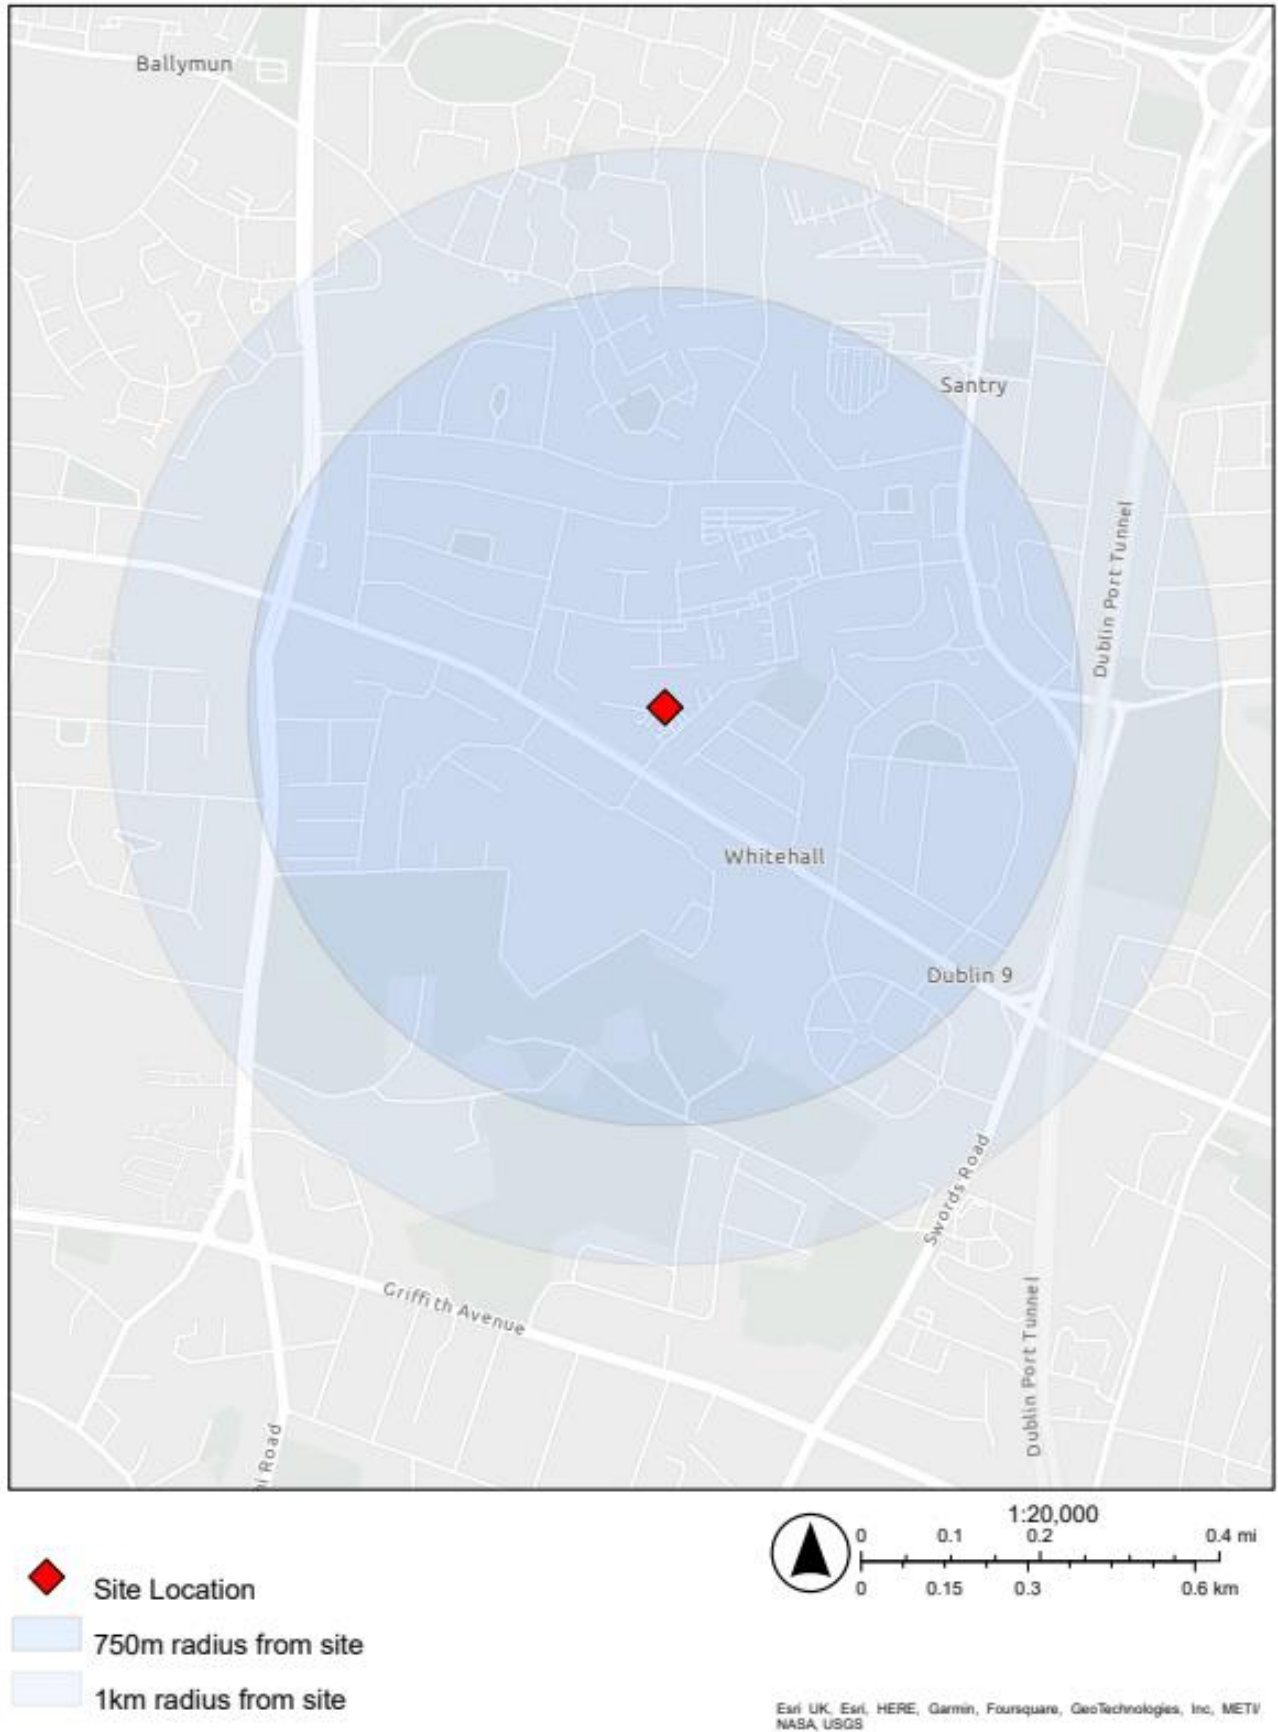 Ballymun
Santry
Dublin Port Tunnel
Whitehall
Dublin 9
Swords Road
Griffith Avenue
Dublin Port Tunnel
i Road
1:20,000
0 0.1 0.2 0.4 mi
0 0.15 0.3 0.6 km
Site Location
750m radius from site
1km radius from site
Esri UK, Esri, HERE, Garmin, Foursquare, GeoTechnologies, Inc, METI/
NASA, USGS